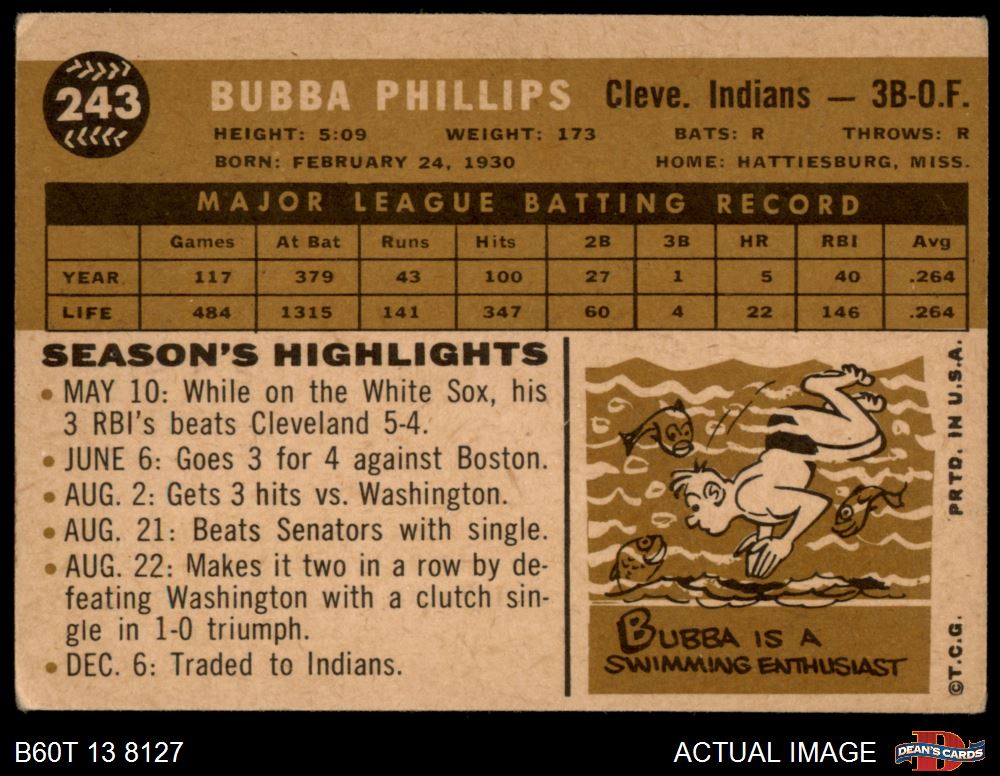 243
BUBBA PHILLIPS Cleve. Indians — 3B-O.F.
HEIGHT: 5:09 WEIGHT: 173 BATS: R THROWS: R
BORN: FEBRUARY 24, 1930 HOME: HATTIESBURG, MISS.
MAJOR LEAGUE BATTING RECORD
Games At Bat Runs Hits 2B 3B HR RBI Avg
YEAR 117 379 43 100 27 1 5 40 .264
LIFE 484 1315 141 347 60 4 22 146 .264
SEASON'S HIGHLIGHTS
• MAY 10: While on the White Sox, his
3 RBI's beats Cleveland 5-4.
• JUNE 6: Goes 3 for 4 against Boston.
• AUG. 2: Gets 3 hits vs. Washington.
• AUG. 21: Beats Senators with single.
• AUG. 22: Makes it two in a row by de-
feating Washington with a clutch sin-
gle in 1-0 triumph.
• DEC. 6: Traded to Indians.
BUBBA IS A
SWIMMING ENTHUSIAST
©T.C.G. PRTD. IN U.S.A.
B60T 13 8127
ACTUAL IMAGE
D
DEAN'S CARDS